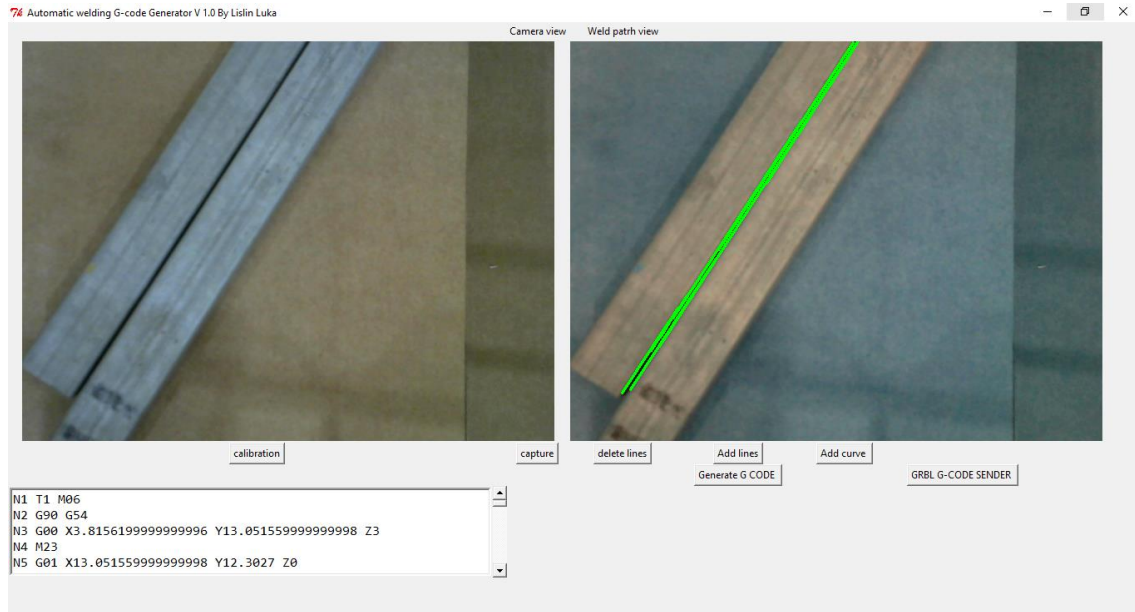 Automatic welding G-code Generator V 1.0 By Lislin Luka
Camera view Weld patrh view
calibration capture delete lines Add lines Add curve
Generate G CODE GRBL G-CODE SENDER
N1 T1 M06
N2 G90 G54
N3 G00 X3.8156199999999996 Y13.051559999999998 Z3
N4 M23
N5 G01 X13.051559999999998 Y12.3027 Z0